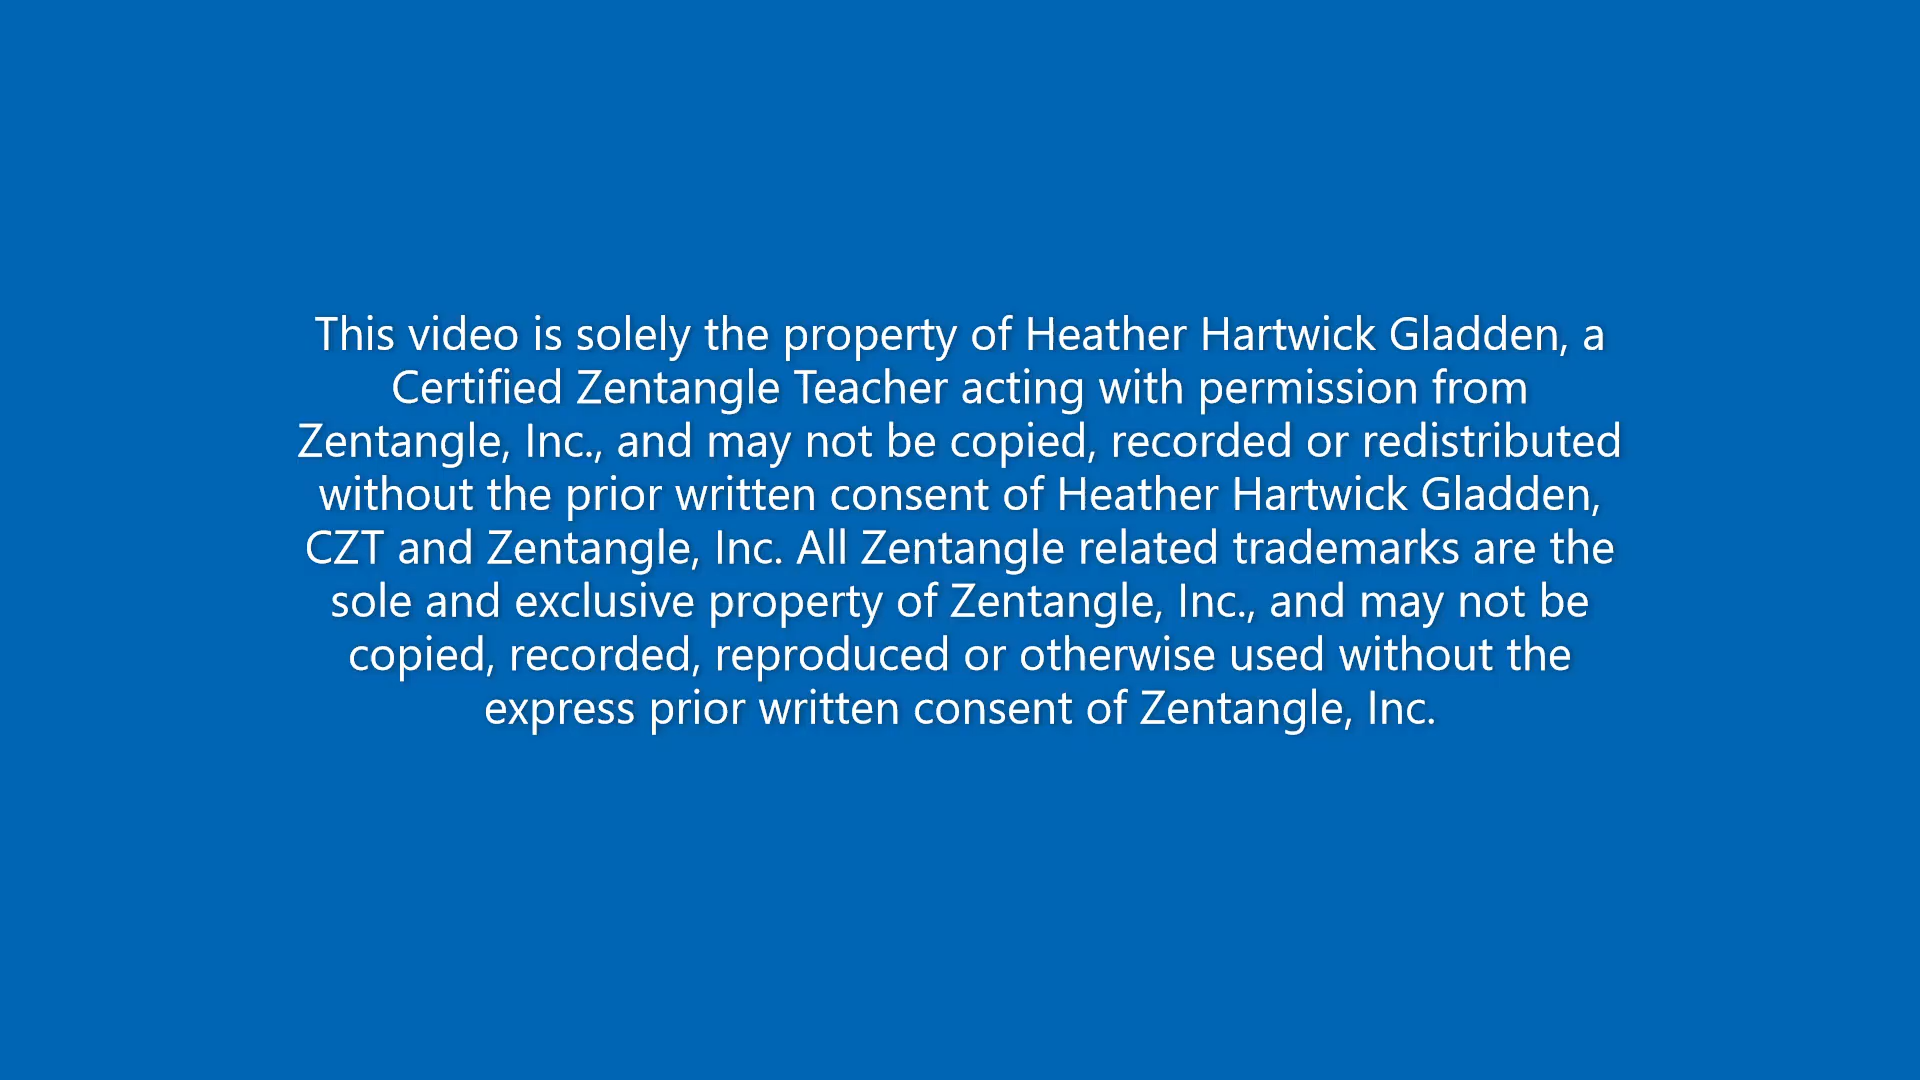 This video is solely the property of Heather Hartwick Gladden, a
Certified Zentangle Teacher acting with permission from
Zentangle, Inc., and may not be copied, recorded or redistributed
without the prior written consent of Heather Hartwick Gladden,
CZT and Zentangle, Inc. All Zentangle related trademarks are the
sole and exclusive property of Zentangle, Inc., and may not be
copied, recorded, reproduced or otherwise used without the
express prior written consent of Zentangle, Inc.